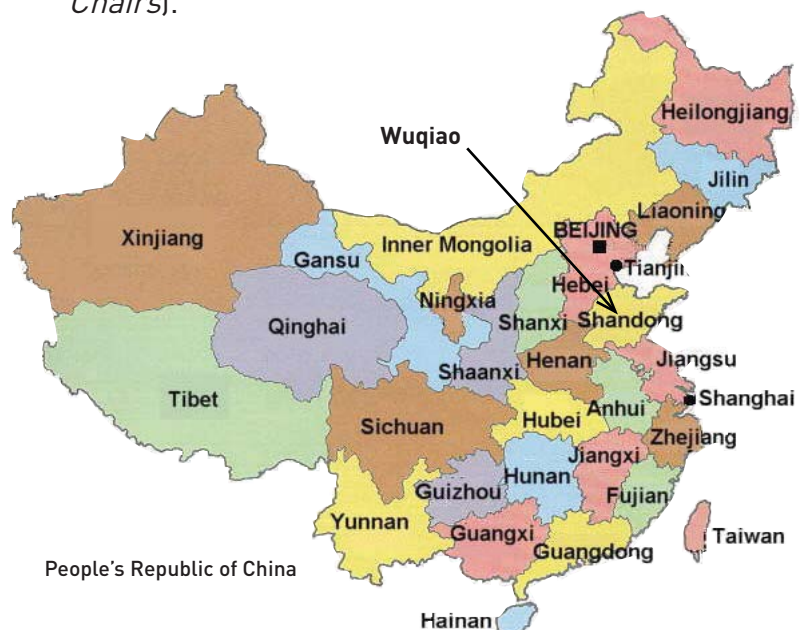 Chairs).
Heilongjiang
Wuqiao
Jilin
Liaoning
BEIJING
Xinjiang
Inner Mongolia
Gansu
Tianjin
Hebei
Ningxia
Qinghai
Shanxi
Shandong
Henan
Jiangsu
Shaanxi
Tibet
Shanghai
Anhui
Hubei
Sichuan
Zhejiang
Jiangxi
Hunan
Guizhou
Fujian
Yunnan
Guangxi
Taiwan
Guangdong
People's Republic of China
Hainan